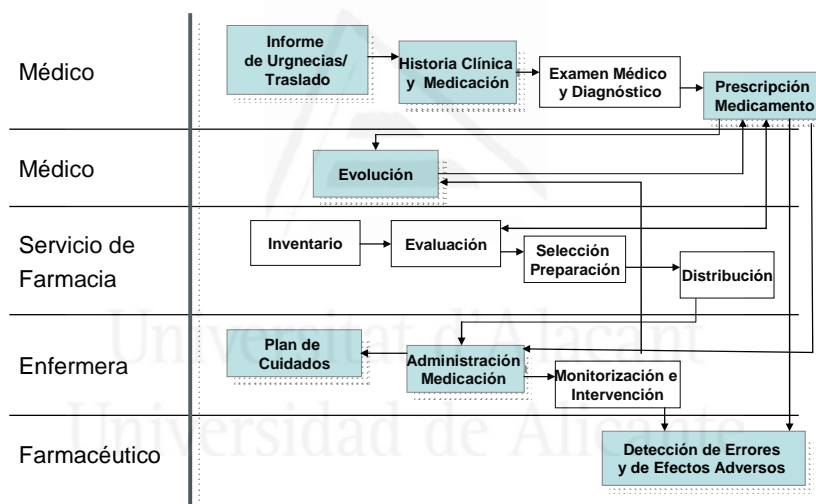 Médico
Informe
de Urgnecias/
Traslado
Historia Clínica
y Medicación
Examen Médico
y Diagnóstico
Prescripción
Medicamento
Médico
Evolución
Servicio de
Farmacia
Inventario
Evaluación
Selección
Preparación
Distribución
Enfermera
Plan de
Cuidados
Administración
Medicación
Monitorización e
Intervención
Farmacéutico
Detección de Errores
y de Efectos Adversos
Universitat d'Alacant
Universidad de Alicante